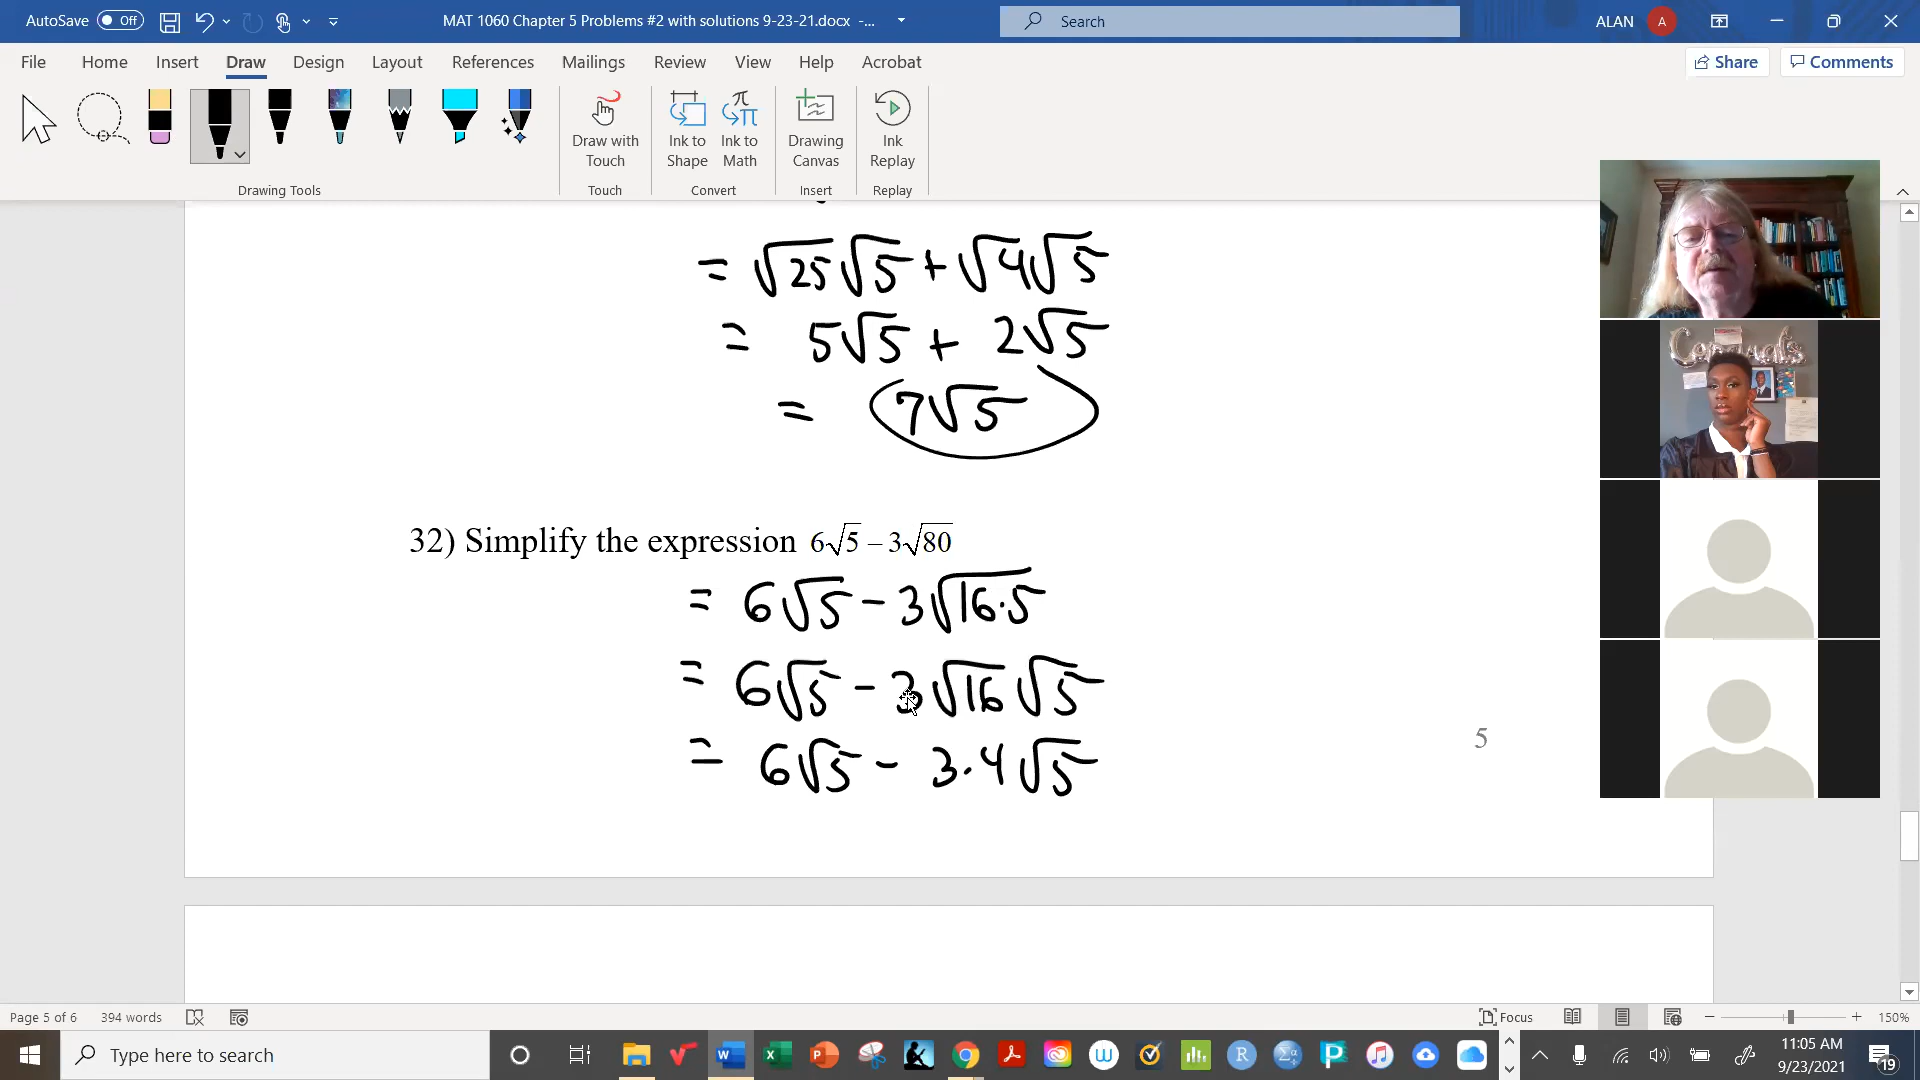 AutoSave Off MAT 1060 Chapter 5 Problems #2 with solutions 9-23-21.docx -... Search ALAN A
File Home Insert Draw Design Layout References Mailings Review View Help Acrobat Share Comments
Draw with Touch
Ink to Shape
Ink to Math
Drawing Canvas
Ink Replay
Drawing Tools Touch Convert Insert Replay
= √25√5 + √4√5
= 5√5 + 2√5
= 7√5
32) Simplify the expression 6√5 – 3√80
= 6√5 – 3√16·5
= 6√5 – 3√16 √5
= 6√5 – 3·4√5
5
Page 5 of 6 394 words Focus 150%
Type here to search
11:05 AM
9/23/2021
19